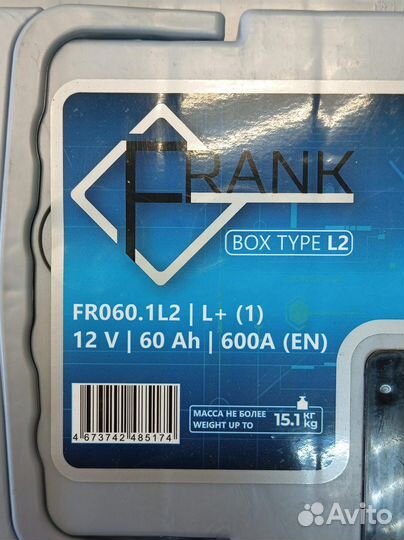 FRANK
BOX TYPE L2
FR060.1L2 | L+ (1)
12 V | 60 Ah | 600A (EN)
МАССА НЕ БОЛЕЕ
WEIGHT UP TO
15.1 кг kg
4 673742 485174
Avito